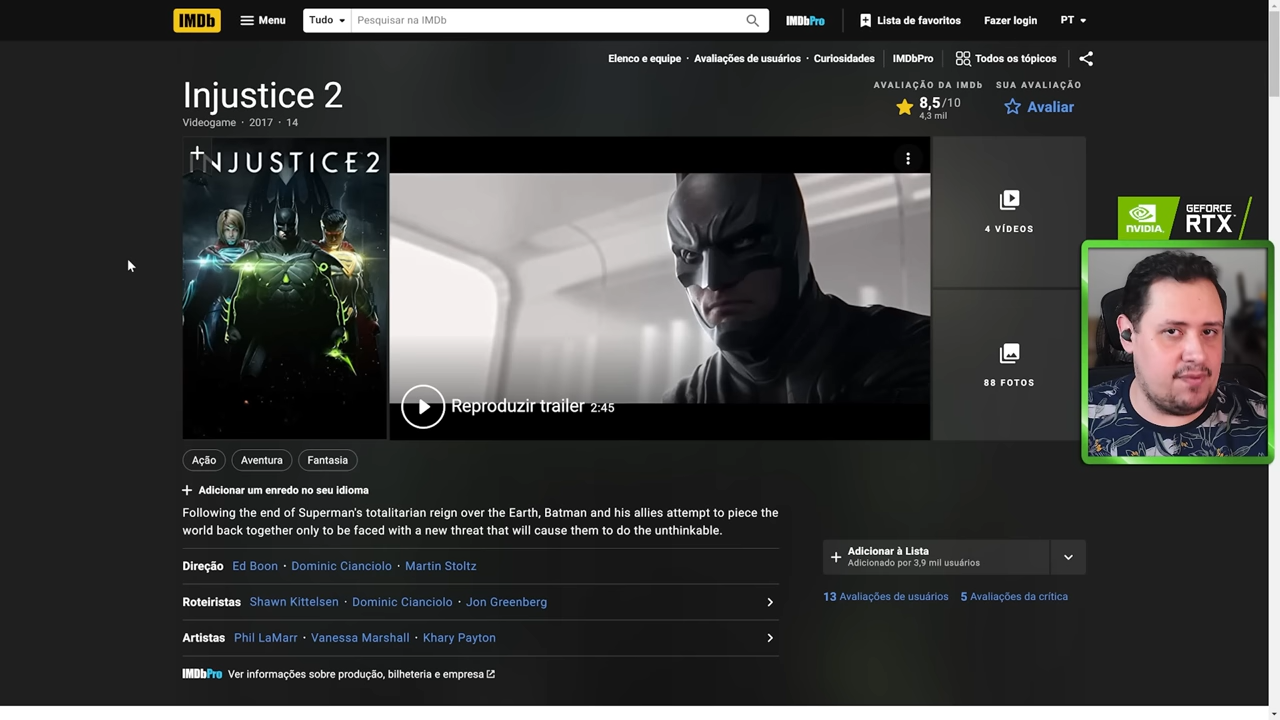 IMDb
Menu
Tudo
Pesquisar na IMDb
IMDbPro
Lista de favoritos
Fazer login
PT
Elenco e equipe · Avaliações de usuários · Curiosidades
IMDbPro
Todos os tópicos
Injustice 2
Videogame · 2017 · 14
AVALIAÇÃO DA IMDb
8,5/10
4,3 mil
SUA AVALIAÇÃO
Avaliar
INJUSTICE 2
Reproduzir trailer 2:45
4 VÍDEOS
88 FOTOS
NVIDIA.
GEFORCE
RTX
Ação
Aventura
Fantasia
+ Adicionar um enredo no seu idioma
Following the end of Superman's totalitarian reign over the Earth, Batman and his allies attempt to piece the
world back together only to be faced with a new threat that will cause them to do the unthinkable.
Direção Ed Boon · Dominic Cianciolo · Martin Stoltz
Roteiristas Shawn Kittelsen · Dominic Cianciolo · Jon Greenberg
Artistas Phil LaMarr · Vanessa Marshall · Khary Payton
IMDbPro Ver informações sobre produção, bilheteria e empresa
+ Adicionar à Lista
Adicionado por 3,9 mil usuários
13 Avaliações de usuários
5 Avaliações da crítica